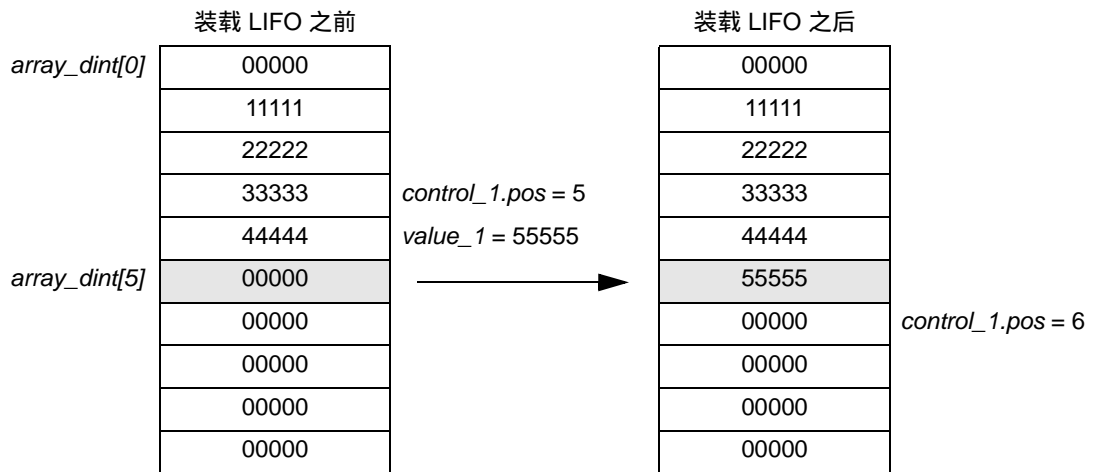 装载 LIFO 之前
装载 LIFO 之后
array_dint[0] 00000 00000
11111 11111
22222 22222
33333 control_1.pos = 5 33333
44444 value_1 = 55555 44444
array_dint[5] 00000 55555
00000 00000 control_1.pos = 6
00000 00000
00000 00000
00000 00000